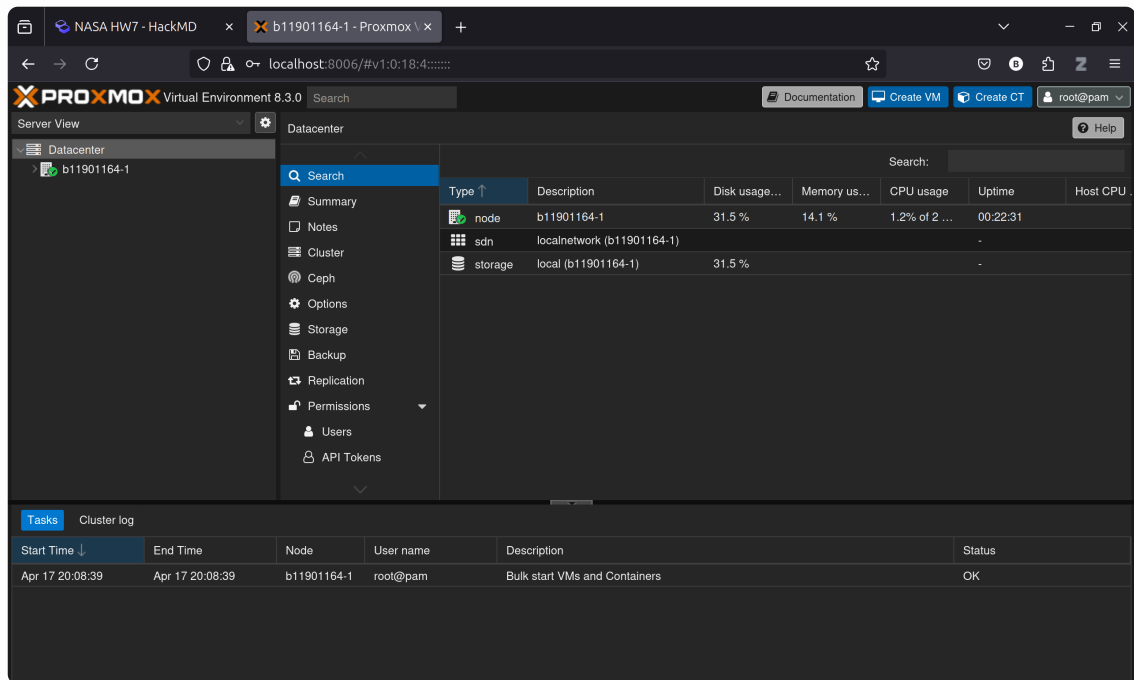 NASA HW7 - HackMD
b11901164-1 - Proxmox V
localhost:8006/#v1:0:18:4:::::::
B
Z
PROXMOX Virtual Environment 8.3.0 Search
Documentation Create VM Create CT root@pam
Server View
Datacenter
b11901164-1
Datacenter
Help
Search
Summary
Notes
Cluster
Ceph
Options
Storage
Backup
Replication
Permissions
Users
API Tokens
Search:
Type Description Disk usage... Memory us... CPU usage Uptime Host CPU .
node b11901164-1 31.5 % 14.1 % 1.2% of 2 ... 00:22:31
sdn localnetwork (b11901164-1) -
storage local (b11901164-1) 31.5 % -
Tasks Cluster log
Start Time End Time Node User name Description Status
Apr 17 20:08:39 Apr 17 20:08:39 b11901164-1 root@pam Bulk start VMs and Containers OK